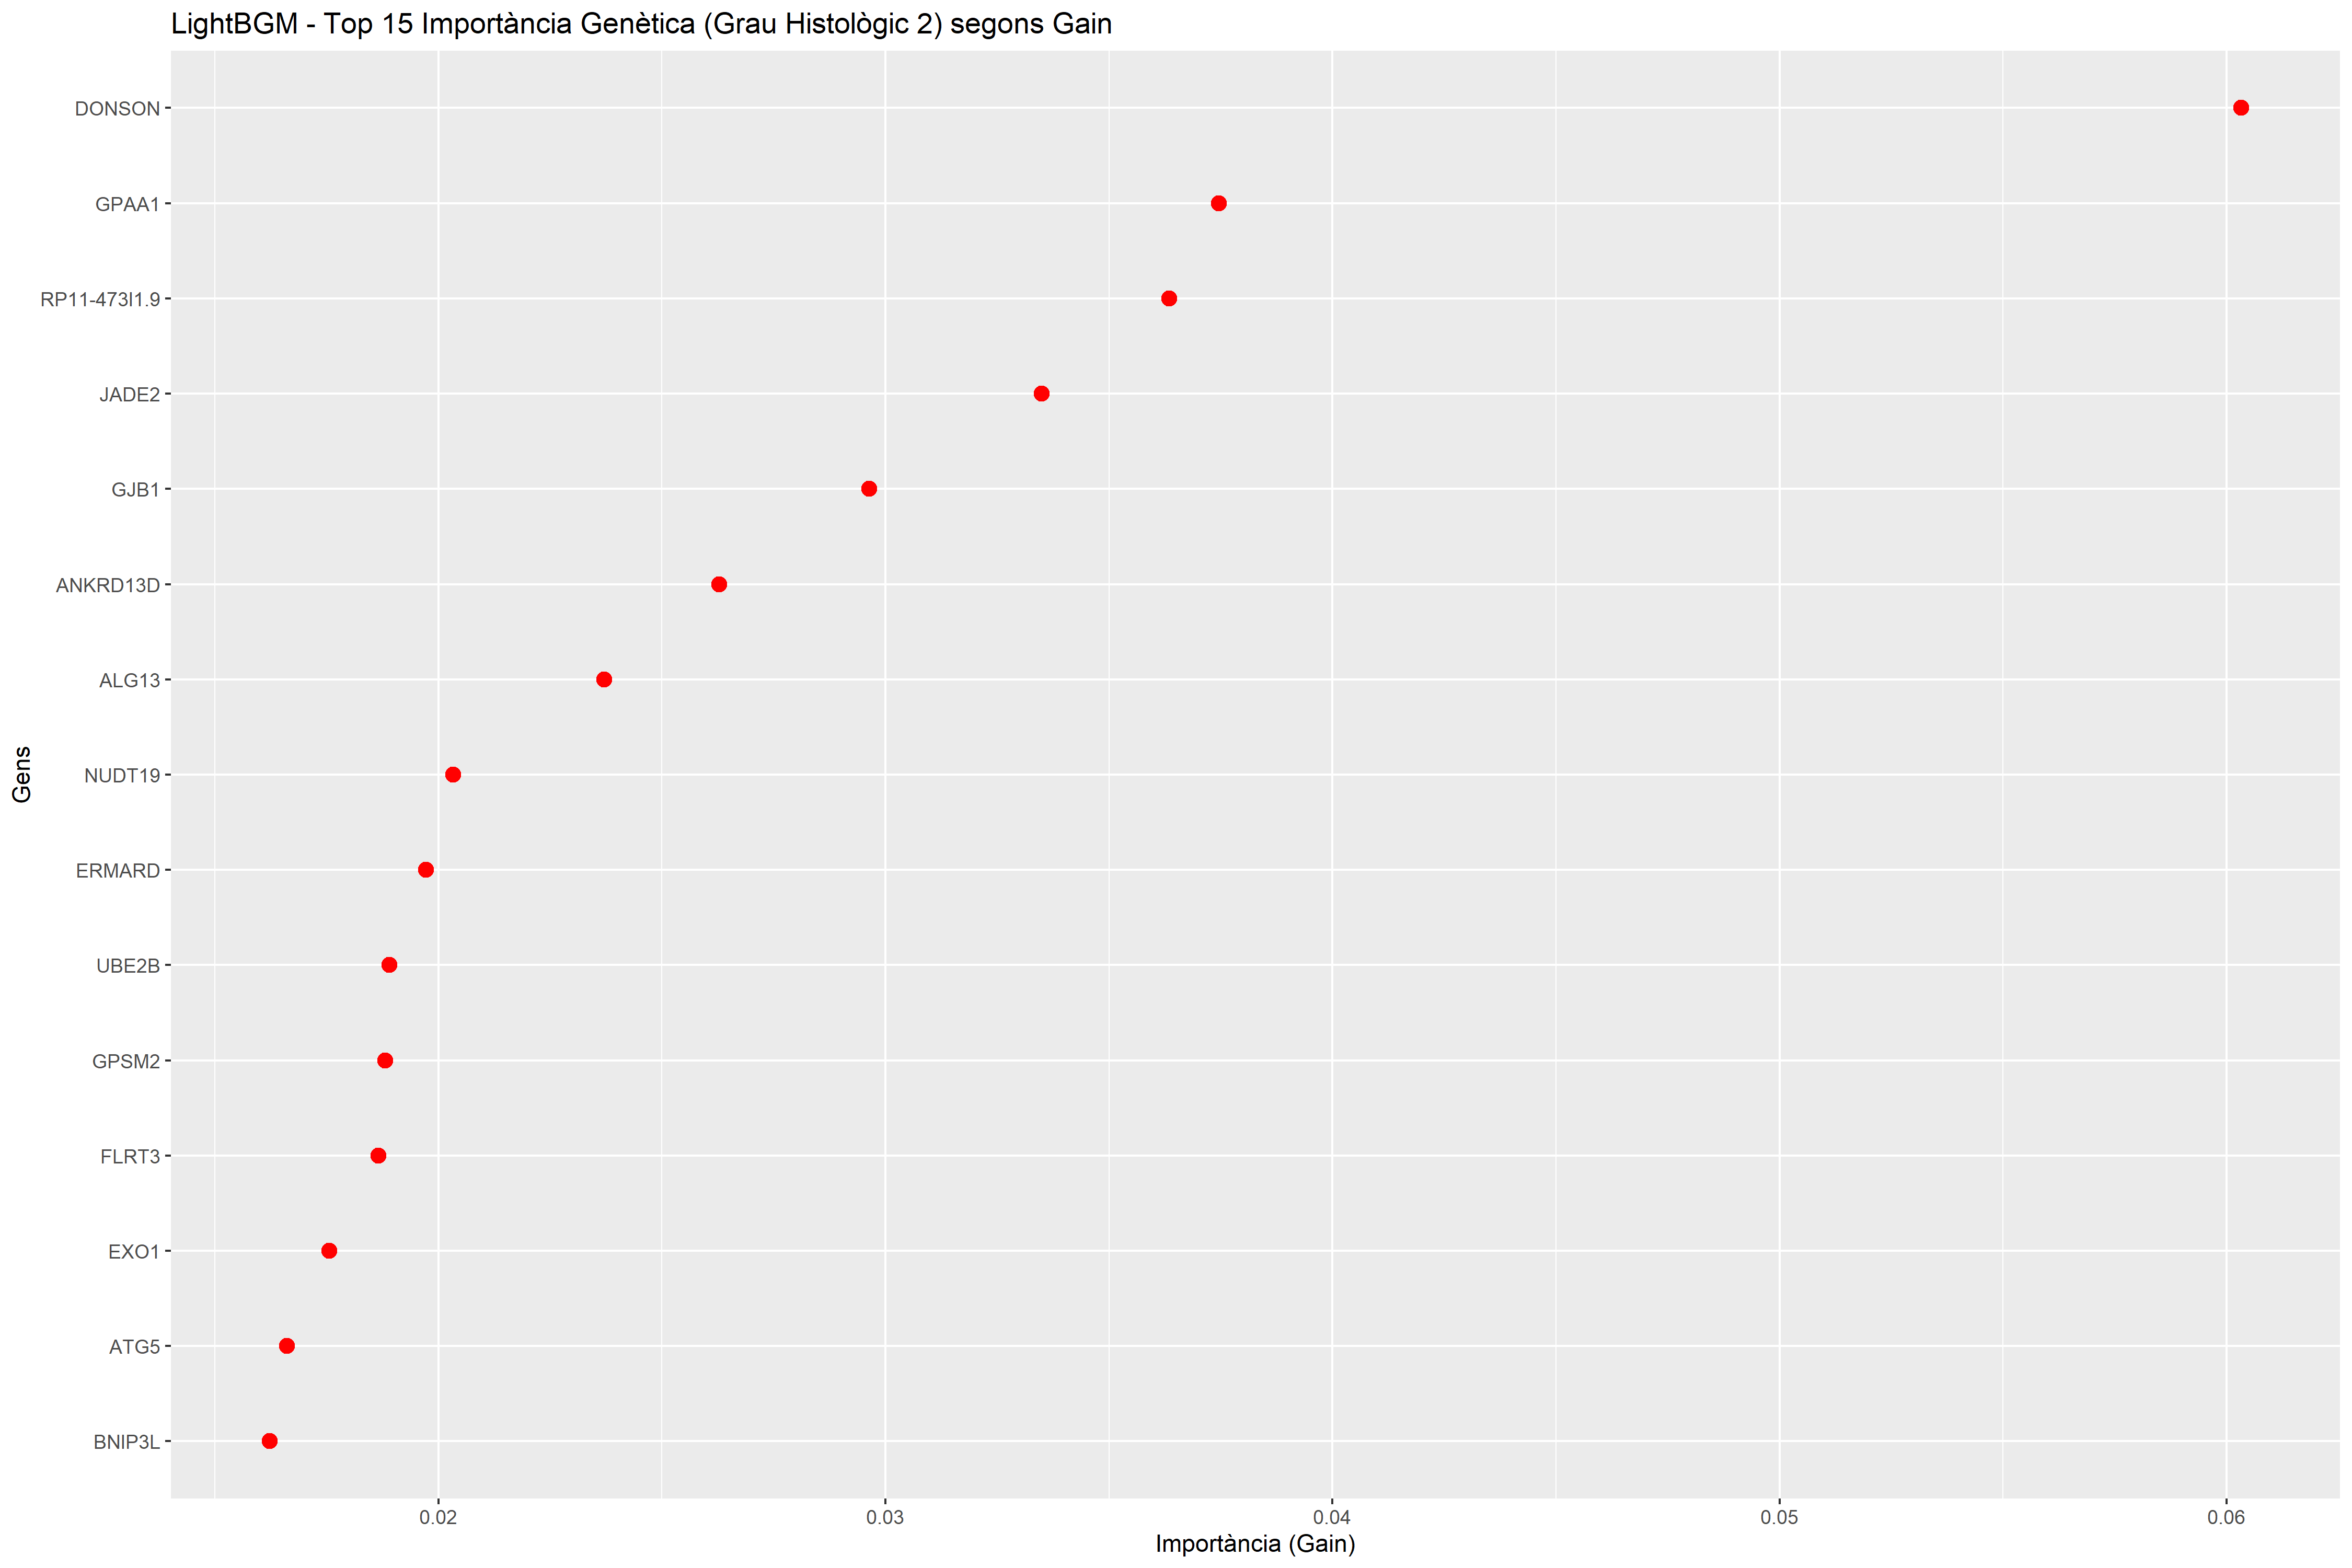 LightBGM - Top 15 Importància Genètica (Grau Histològic 2) segons Gain
DONSON
GPAA1
RP11-473I1.9
JADE2
GJB1
ANKRD13D
ALG13
NUDT19
ERMARD
UBE2B
GPSM2
FLRT3
EXO1
ATG5
BNIP3L
Gens
0.02 0.03 0.04 0.05 0.06
Importància (Gain)